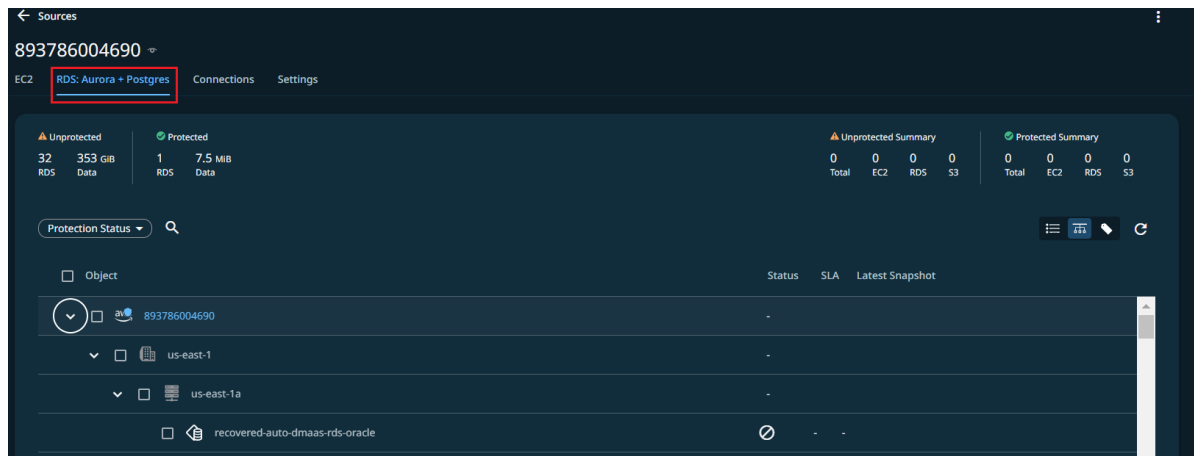 Sources
893786004690
EC2 RDS: Aurora + Postgres Connections Settings
Unprotected Protected Unprotected Summary Protected Summary
32 353 GiB 1 7.5 MiB 0 0 0 0 0 0 0 0
RDS Data RDS Data Total EC2 RDS S3 Total EC2 RDS S3
Protection Status
Object Status SLA Latest Snapshot
893786004690 -
us-east-1 -
us-east-1a -
recovered-auto-dmaas-rds-oracle - -